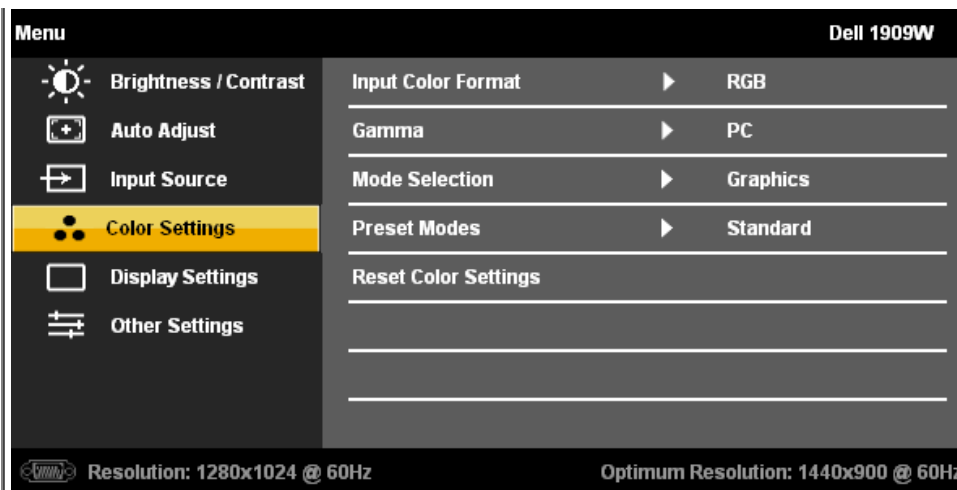 Menu Dell 1909W
Brightness / Contrast Input Color Format RGB
Auto Adjust Gamma PC
Input Source Mode Selection Graphics
Color Settings Preset Modes Standard
Display Settings Reset Color Settings
Other Settings
Resolution: 1280x1024 @ 60Hz Optimum Resolution: 1440x900 @ 60Hz